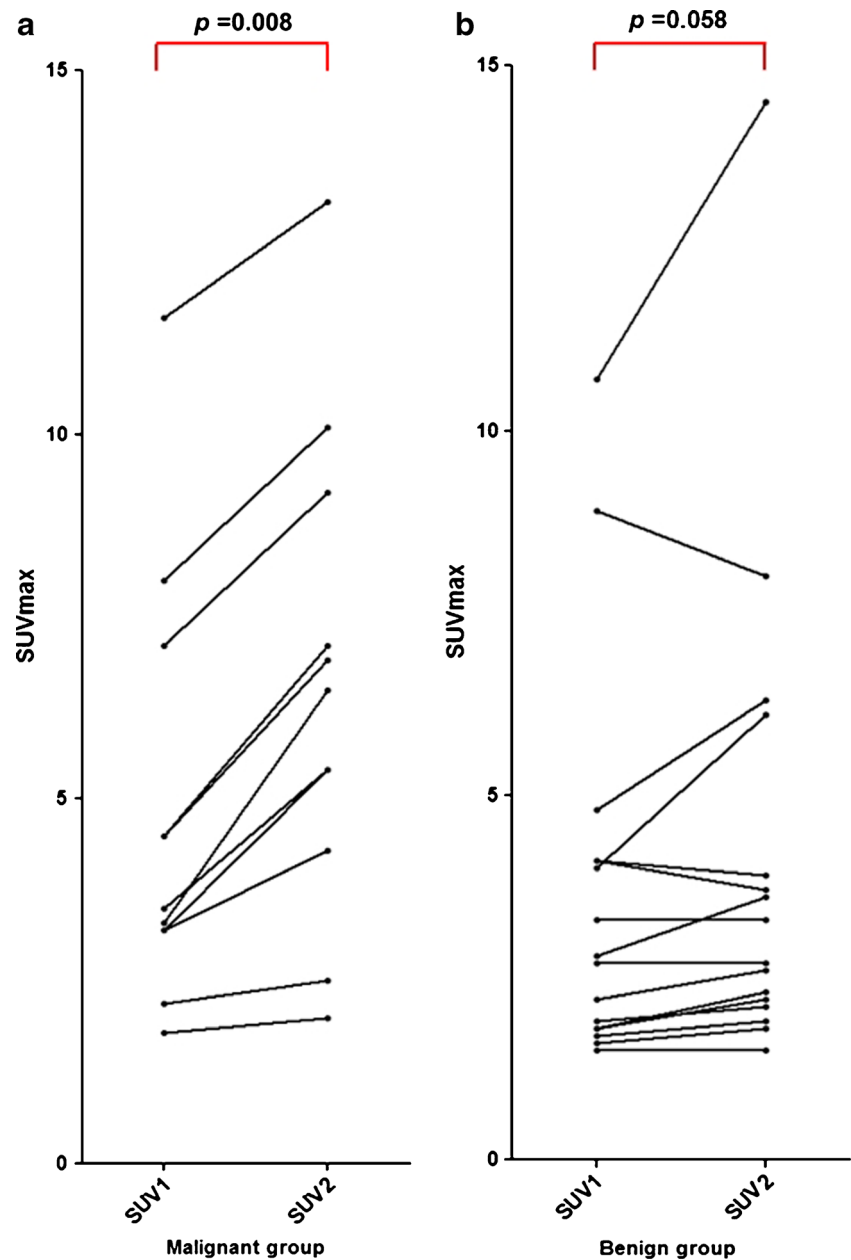 a
p =0.008
15
10
5
0
SUVmax
SUV1
SUV2
Malignant group
b
p =0.058
15
10
5
0
SUVmax
SUV1
SUV2
Benign group